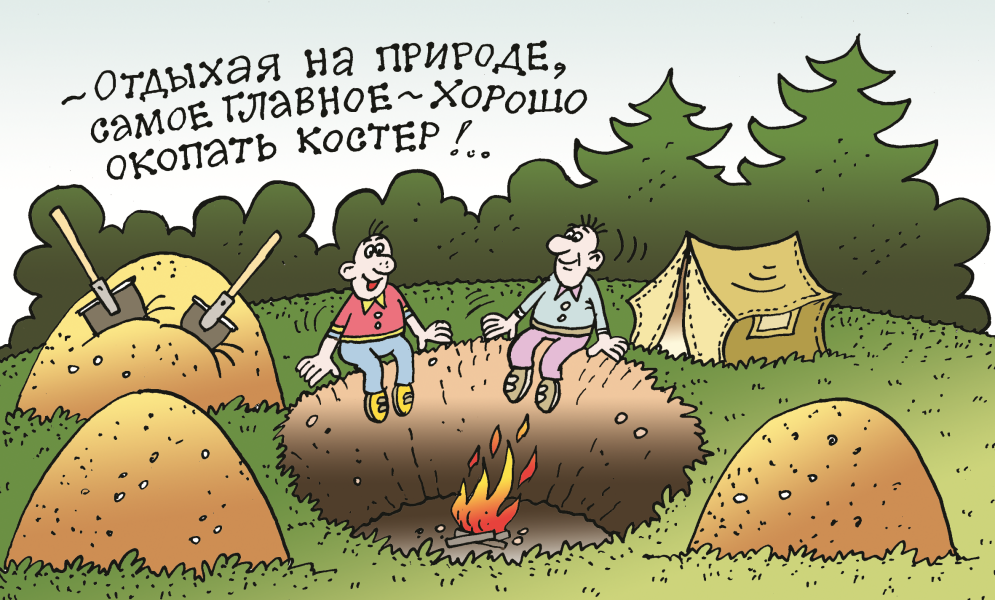 ~ Отдыхая на природе,
самое главное ~ хорошо
окопать костер!..